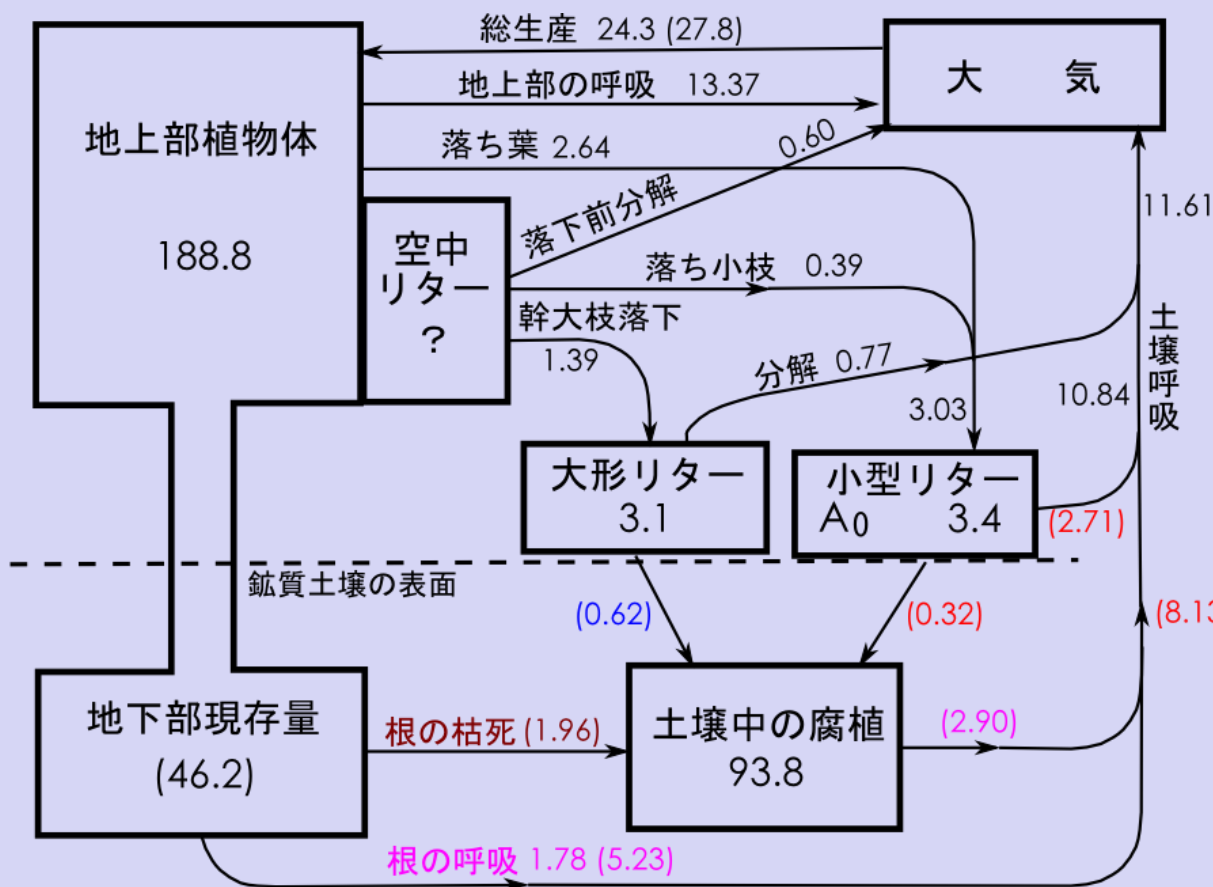 総生産 24.3 (27.8)
大 気
地上部の呼吸 13.37
地上部植物体
188.8
落ち葉 2.64
0.60
落下前分解
11.61
空中
リター
?
落ち小枝 0.39
幹大枝落下
1.39
分解 0.77
土壌呼吸
10.84
3.03
大形リター
3.1
小型リター
A0 3.4
(2.71)
鉱質土壌の表面
(0.62)
(0.32)
(8.13
地下部現存量
(46.2)
根の枯死 (1.96)
土壌中の腐植
93.8
(2.90)
根の呼吸 1.78 (5.23)